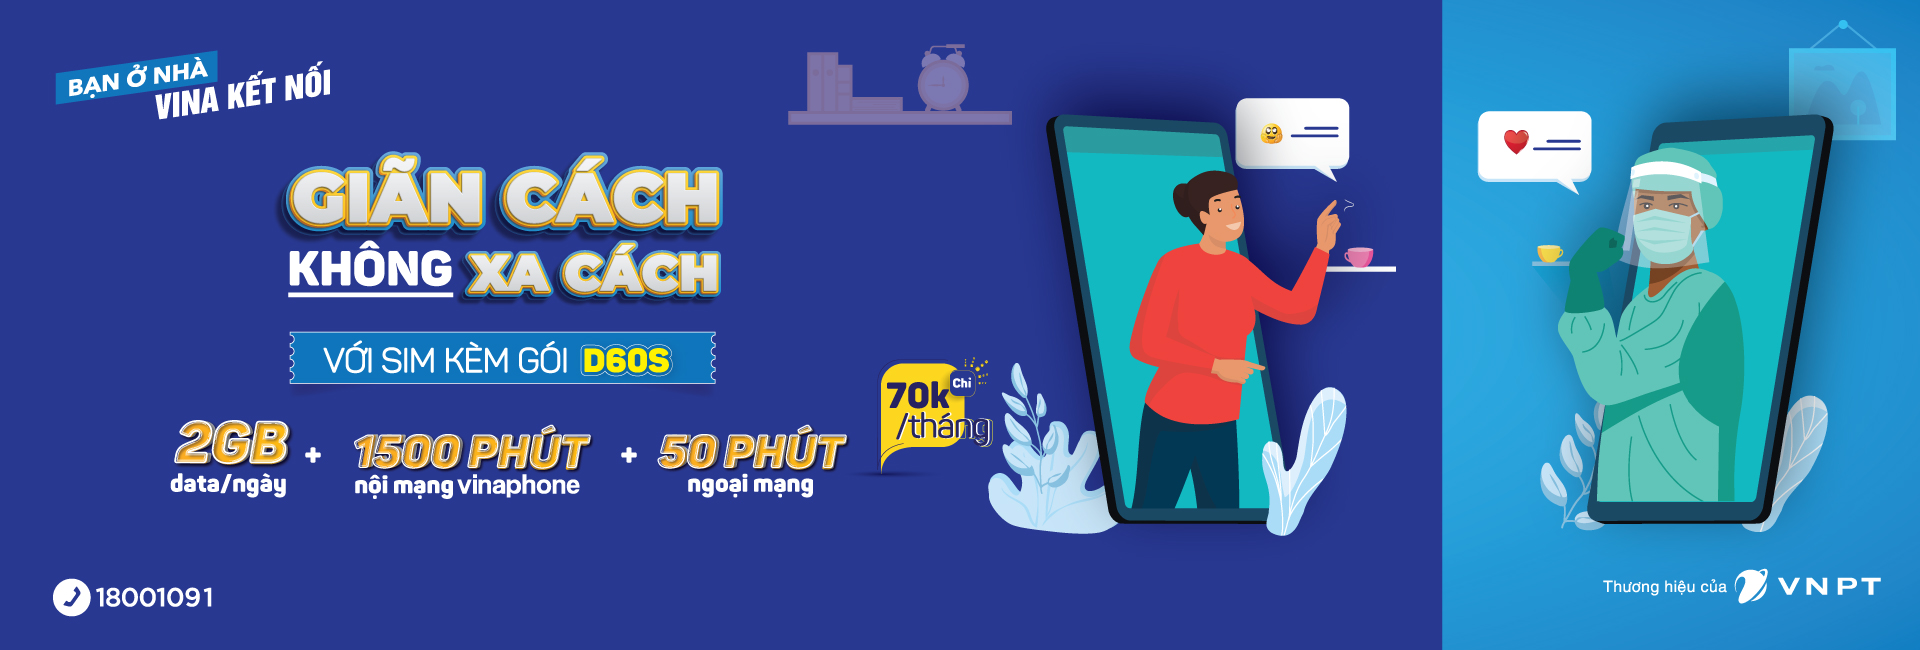 BẠN Ở NHÀ
VINA KẾT NỐI
GIÃN CÁCH
KHÔNG XA CÁCH
VỚI SIM KÈM GÓI D60S
2GB + 1500 PHÚT + 50 PHÚT
data/ngày nội mạng vinaphone ngoại mạng
Chỉ
70k
/tháng
18001091
Thương hiệu của VNPT